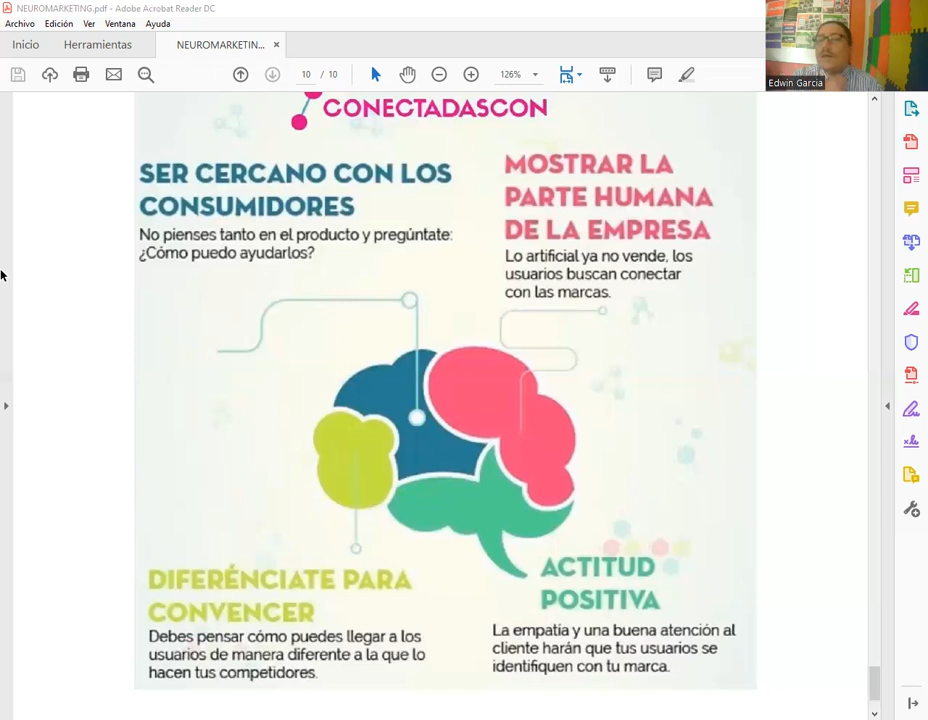 NEUROMARKETING.pdf - Adobe Acrobat Reader DC
Archivo Edición Ver Ventana Ayuda
Inicio Herramientas NEUROMARKETIN... ×
10 / 10 126%
Edwin Garcia
CONECTADASCON
SER CERCANO CON LOS
CONSUMIDORES
No pienses tanto en el producto y pregúntate:
¿Cómo puedo ayudarlos?
MOSTRAR LA
PARTE HUMANA
DE LA EMPRESA
Lo artificial ya no vende, los
usuarios buscan conectar
con las marcas.
DIFERÉNCIATE PARA
CONVENCER
Debes pensar cómo puedes llegar a los
usuarios de manera diferente a la que lo
hacen tus competidores.
ACTITUD
POSITIVA
La empatía y una buena atención al
cliente harán que tus usuarios se
identifiquen con tu marca.